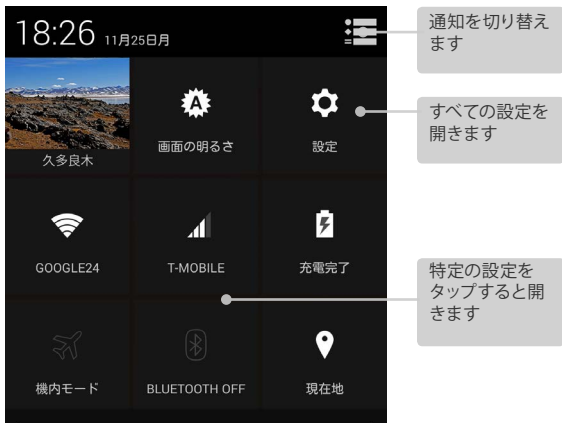 18:26 11月25日月
通知を切り替え
ます
すべての設定を
開きます
久多良木
画面の明るさ
設定
GOOGLE24
T-MOBILE
充電完了
特定の設定を
タップすると開
きます
機内モード
BLUETOOTH OFF
現在地